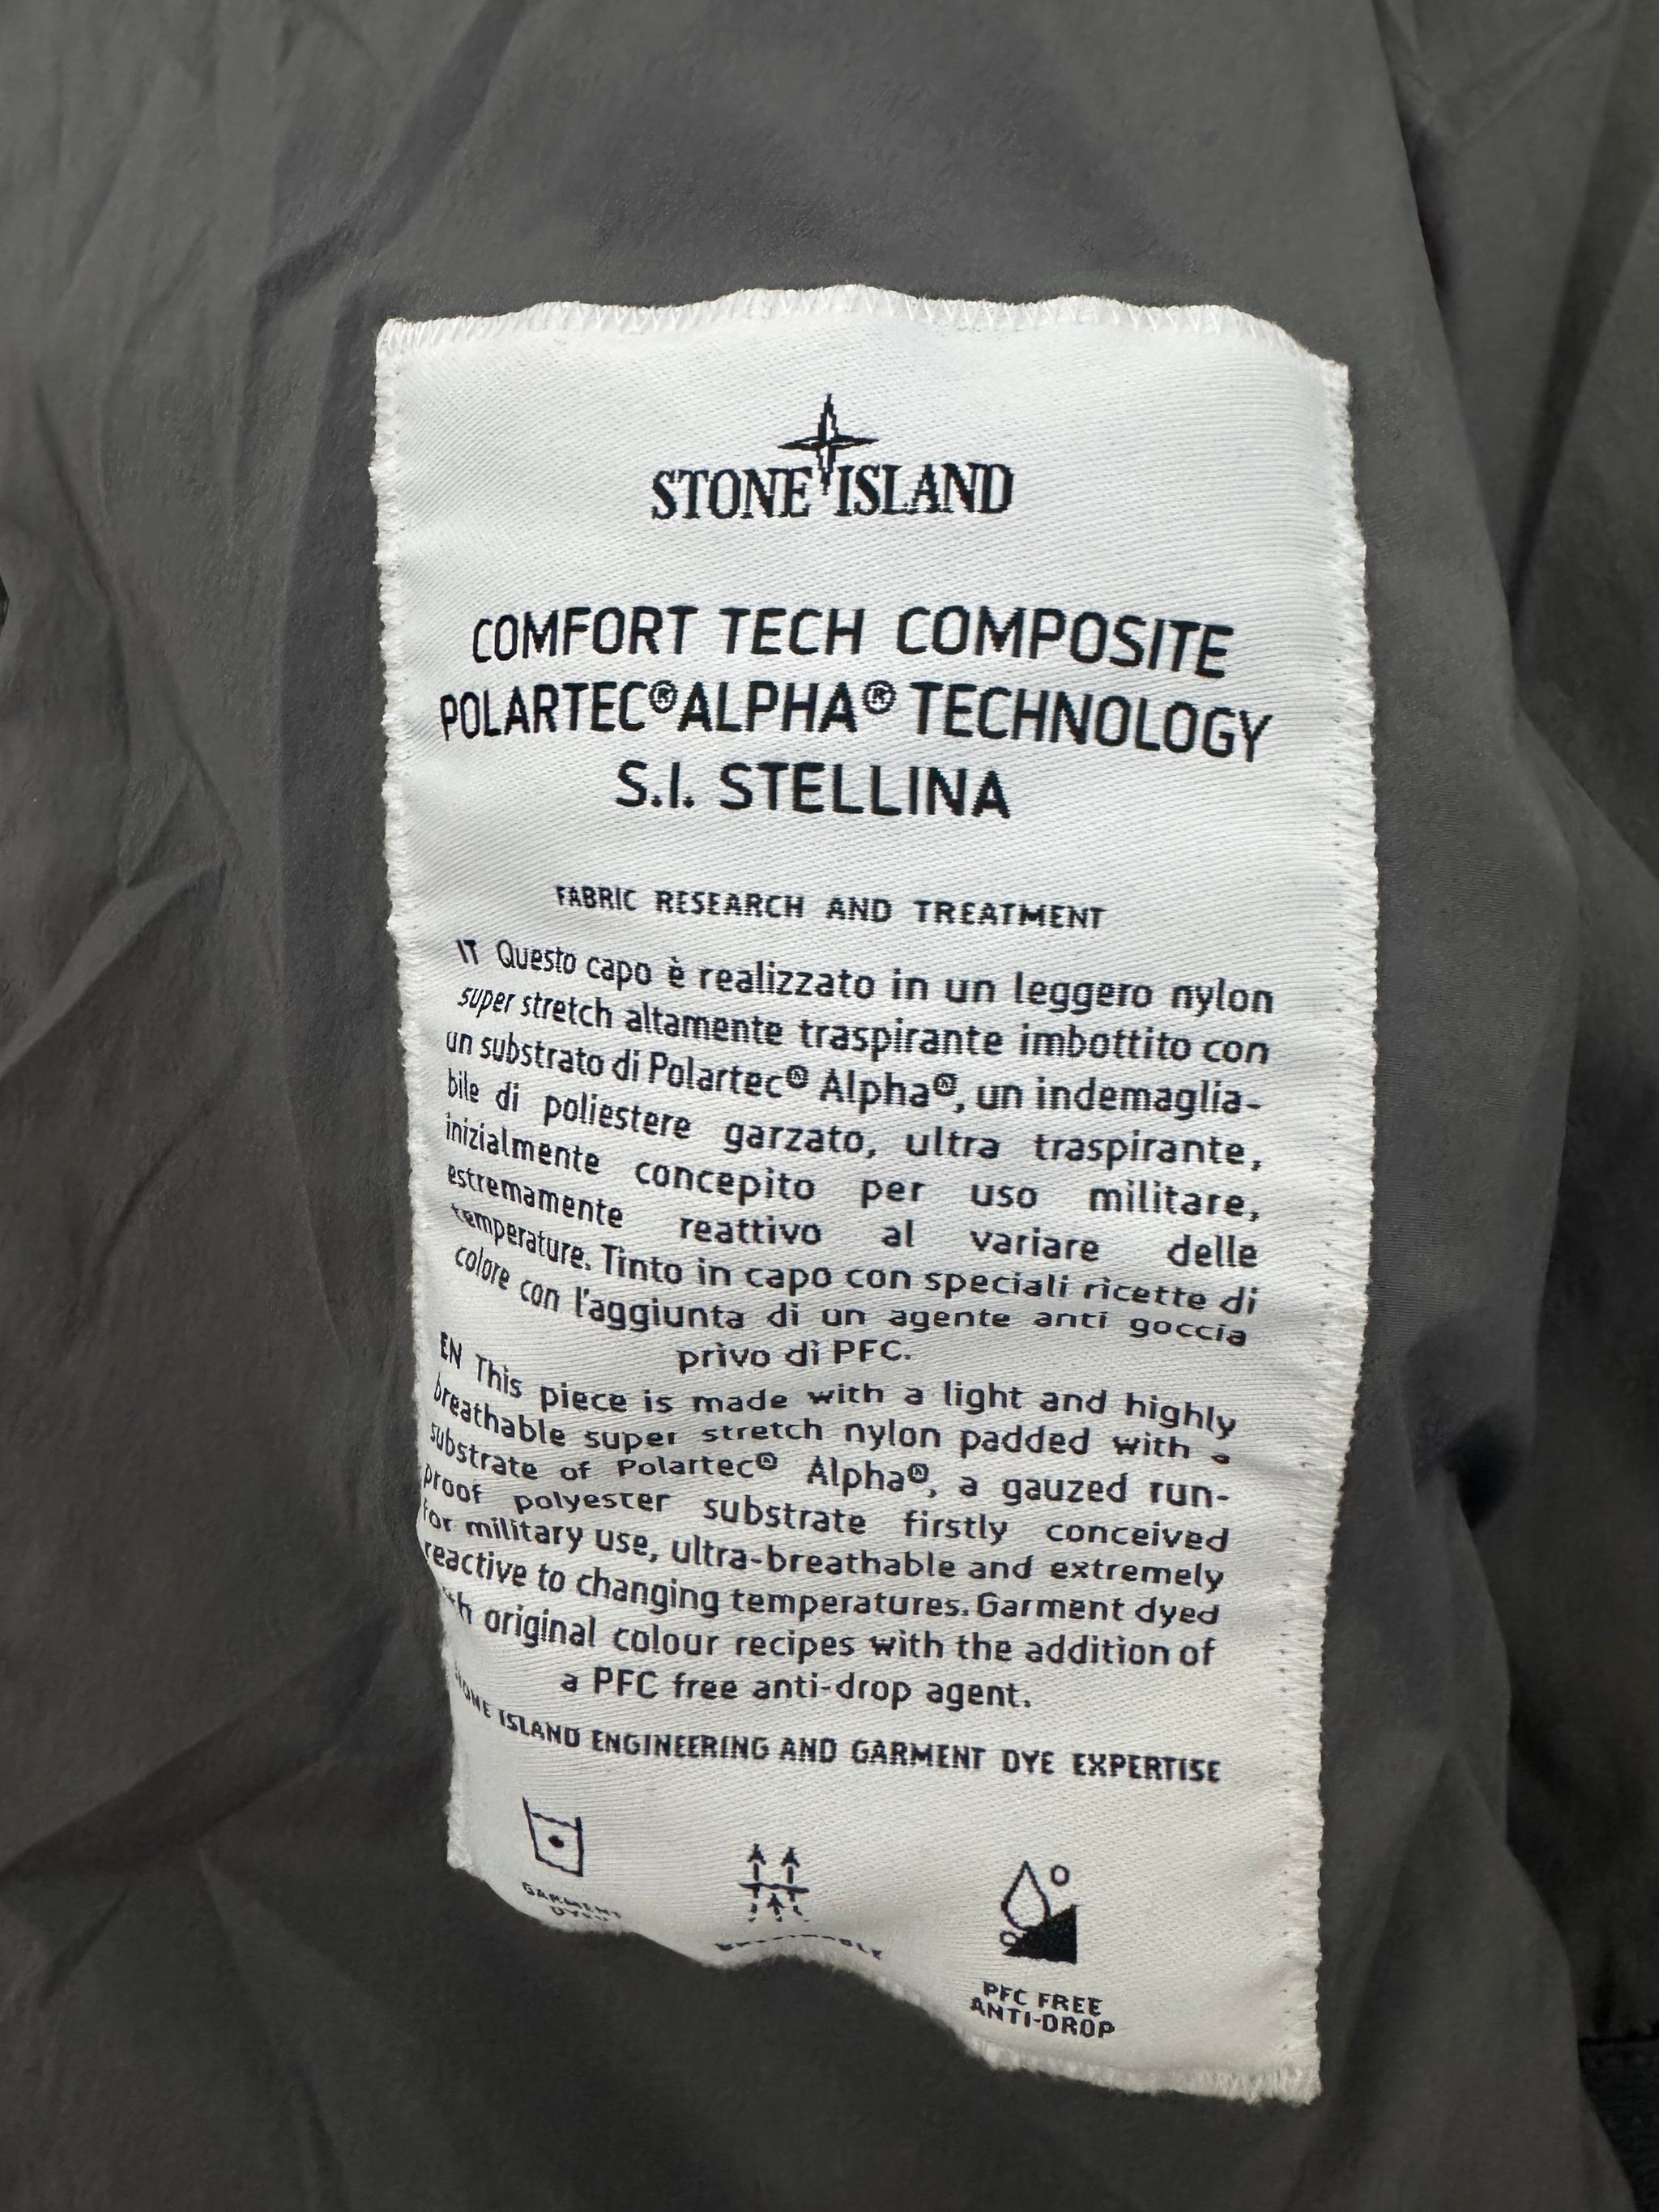 STONE ISLAND
COMFORT TECH COMPOSITE
POLARTEC®ALPHA® TECHNOLOGY
S.I. STELLINA
FABRIC RESEARCH AND TREATMENT
IT Questo capo è realizzato in un leggero nylon
super stretch altamente traspirante imbottito con
un substrato di Polartec® Alpha®, un indemaglia-
bile di poliestere garzato, ultra traspirante,
inizialmente concepito per uso militare,
estremamente reattivo al variare delle
temperature. Tinto in capo con speciali ricette di
colore con l'aggiunta di un agente anti goccia
privo di PFC.
EN This piece is made with a light and highly
breathable super stretch nylon padded with a
substrate of Polartec® Alpha®, a gauzed run-
proof polyester substrate firstly conceived
for military use, ultra-breathable and extremely
reactive to changing temperatures. Garment dyed
original colour recipes with the addition of
a PFC free anti-drop agent.
STONE ISLAND ENGINEERING AND GARMENT DYE EXPERTISE
GARMENT
DYED
PFC FREE
ANTI-DROP